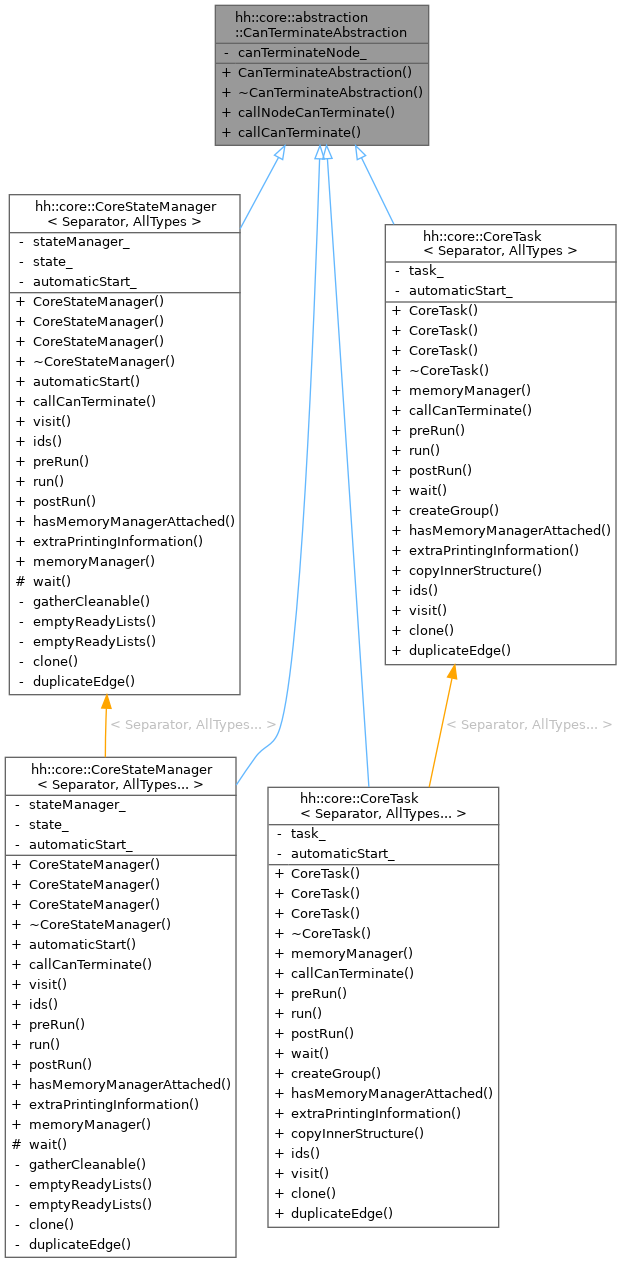 hh::core::abstraction
::CanTerminateAbstraction
- canTerminateNode_
+ CanTerminateAbstraction()
+ ~CanTerminateAbstraction()
+ callNodeCanTerminate()
+ callCanTerminate()
hh::core::CoreStateManager
< Separator, AllTypes >
- stateManager_
- state_
- automaticStart_
+ CoreStateManager()
+ CoreStateManager()
+ CoreStateManager()
+ ~CoreStateManager()
+ automaticStart()
+ callCanTerminate()
+ visit()
+ ids()
+ preRun()
+ run()
+ postRun()
+ hasMemoryManagerAttached()
+ extraPrintingInformation()
+ memoryManager()
# wait()
- gatherCleanable()
- emptyReadyLists()
- emptyReadyLists()
- clone()
- duplicateEdge()
hh::core::CoreTask
< Separator, AllTypes >
- task_
- automaticStart_
+ CoreTask()
+ CoreTask()
+ CoreTask()
+ ~CoreTask()
+ memoryManager()
+ callCanTerminate()
+ preRun()
+ run()
+ postRun()
+ wait()
+ createGroup()
+ hasMemoryManagerAttached()
+ extraPrintingInformation()
+ copyInnerStructure()
+ ids()
+ visit()
+ clone()
+ duplicateEdge()
< Separator, AllTypes... >
< Separator, AllTypes... >
hh::core::CoreStateManager
< Separator, AllTypes... >
- stateManager_
- state_
- automaticStart_
+ CoreStateManager()
+ CoreStateManager()
+ CoreStateManager()
+ ~CoreStateManager()
+ automaticStart()
+ callCanTerminate()
+ visit()
+ ids()
+ preRun()
+ run()
+ postRun()
+ hasMemoryManagerAttached()
+ extraPrintingInformation()
+ memoryManager()
# wait()
- gatherCleanable()
- emptyReadyLists()
- emptyReadyLists()
- clone()
- duplicateEdge()
hh::core::CoreTask
< Separator, AllTypes... >
- task_
- automaticStart_
+ CoreTask()
+ CoreTask()
+ CoreTask()
+ ~CoreTask()
+ memoryManager()
+ callCanTerminate()
+ preRun()
+ run()
+ postRun()
+ wait()
+ createGroup()
+ hasMemoryManagerAttached()
+ extraPrintingInformation()
+ copyInnerStructure()
+ ids()
+ visit()
+ clone()
+ duplicateEdge()